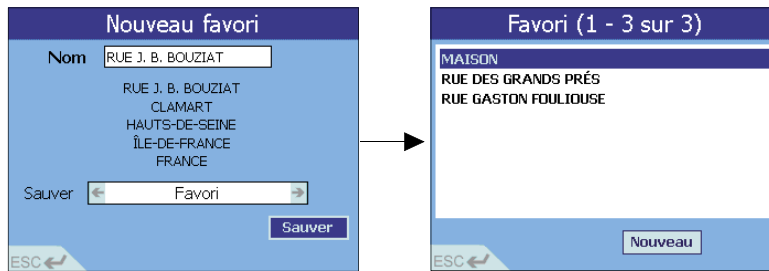 Nouveau favori
Nom RUE J. B. BOUZIAT
RUE J. B. BOUZIAT
CLAMART
HAUTS-DE-SEINE
ÎLE-DE-FRANCE
FRANCE
Sauver Favori
Sauver
ESC
Favori (1 - 3 sur 3)
MAISON
RUE DES GRANDS PRÉS
RUE GASTON FOULIOUSE
Nouveau
ESC